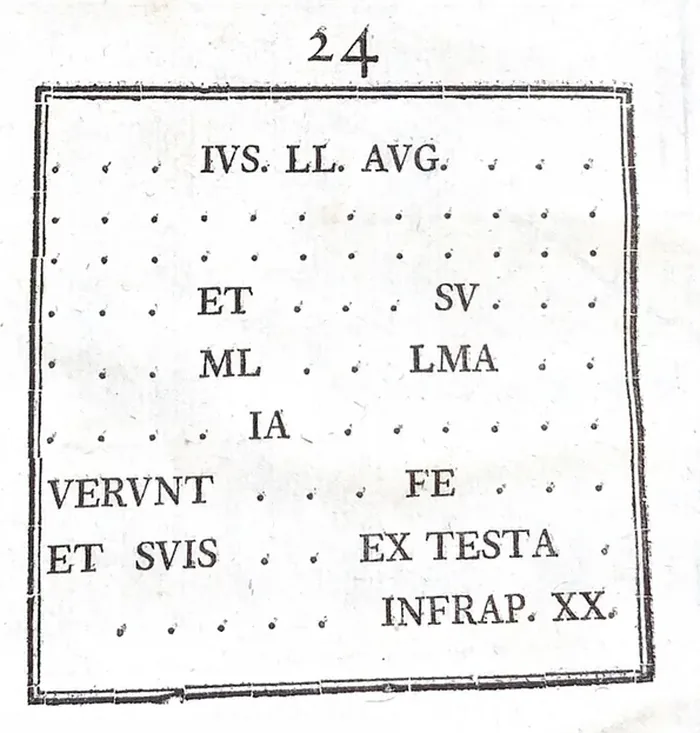 24
. . . IVS. LL. AVG. . . .
. . . . . . . . . . . .
. . . . . . . . . . . .
. . . ET . . . SV . . .
. . . ML . . LMA . .
. . . . IA . . . . . .
VERVNT . . . FE . . .
ET SVIS . . EX TESTA .
. . . . . INFRAP. XX.